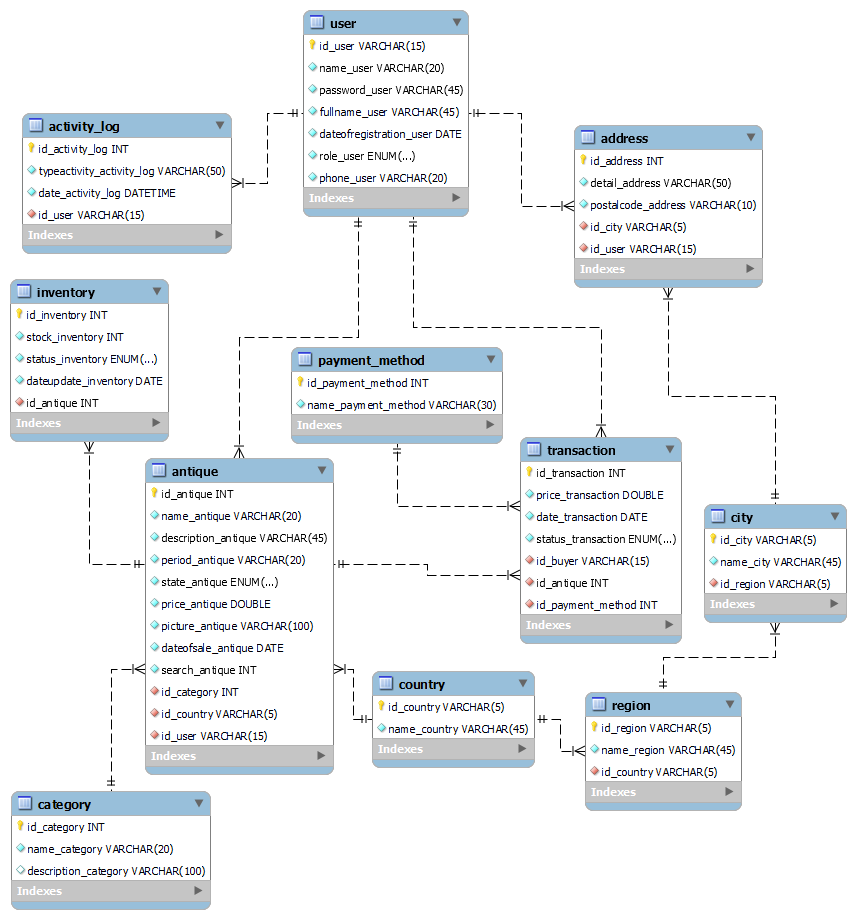 user
id_user VARCHAR(15)
name_user VARCHAR(20)
password_user VARCHAR(45)
fullname_user VARCHAR(45)
dateofregistration_user DATE
role_user ENUM(...)
phone_user VARCHAR(20)
Indexes
activity_log
id_activity_log INT
typeactivity_activity_log VARCHAR(50)
date_activity_log DATETIME
id_user VARCHAR(15)
Indexes
address
id_address INT
detail_address VARCHAR(50)
postalcode_address VARCHAR(10)
id_city VARCHAR(5)
id_user VARCHAR(15)
Indexes
inventory
id_inventory INT
stock_inventory INT
status_inventory ENUM(...)
dateupdate_inventory DATE
id_antique INT
Indexes
payment_method
id_payment_method INT
name_payment_method VARCHAR(30)
Indexes
antique
id_antique INT
name_antique VARCHAR(20)
description_antique VARCHAR(45)
period_antique VARCHAR(20)
state_antique ENUM(...)
price_antique DOUBLE
picture_antique VARCHAR(100)
dateofsale_antique DATE
search_antique INT
id_category INT
id_country VARCHAR(5)
id_user VARCHAR(15)
Indexes
transaction
id_transaction INT
price_transaction DOUBLE
date_transaction DATE
status_transaction ENUM(...)
id_buyer VARCHAR(15)
id_antique INT
id_payment_method INT
Indexes
city
id_city VARCHAR(5)
name_city VARCHAR(45)
id_region VARCHAR(5)
Indexes
country
id_country VARCHAR(5)
name_country VARCHAR(45)
Indexes
region
id_region VARCHAR(5)
name_region VARCHAR(45)
id_country VARCHAR(5)
Indexes
category
id_category INT
name_category VARCHAR(20)
description_category VARCHAR(100)
Indexes